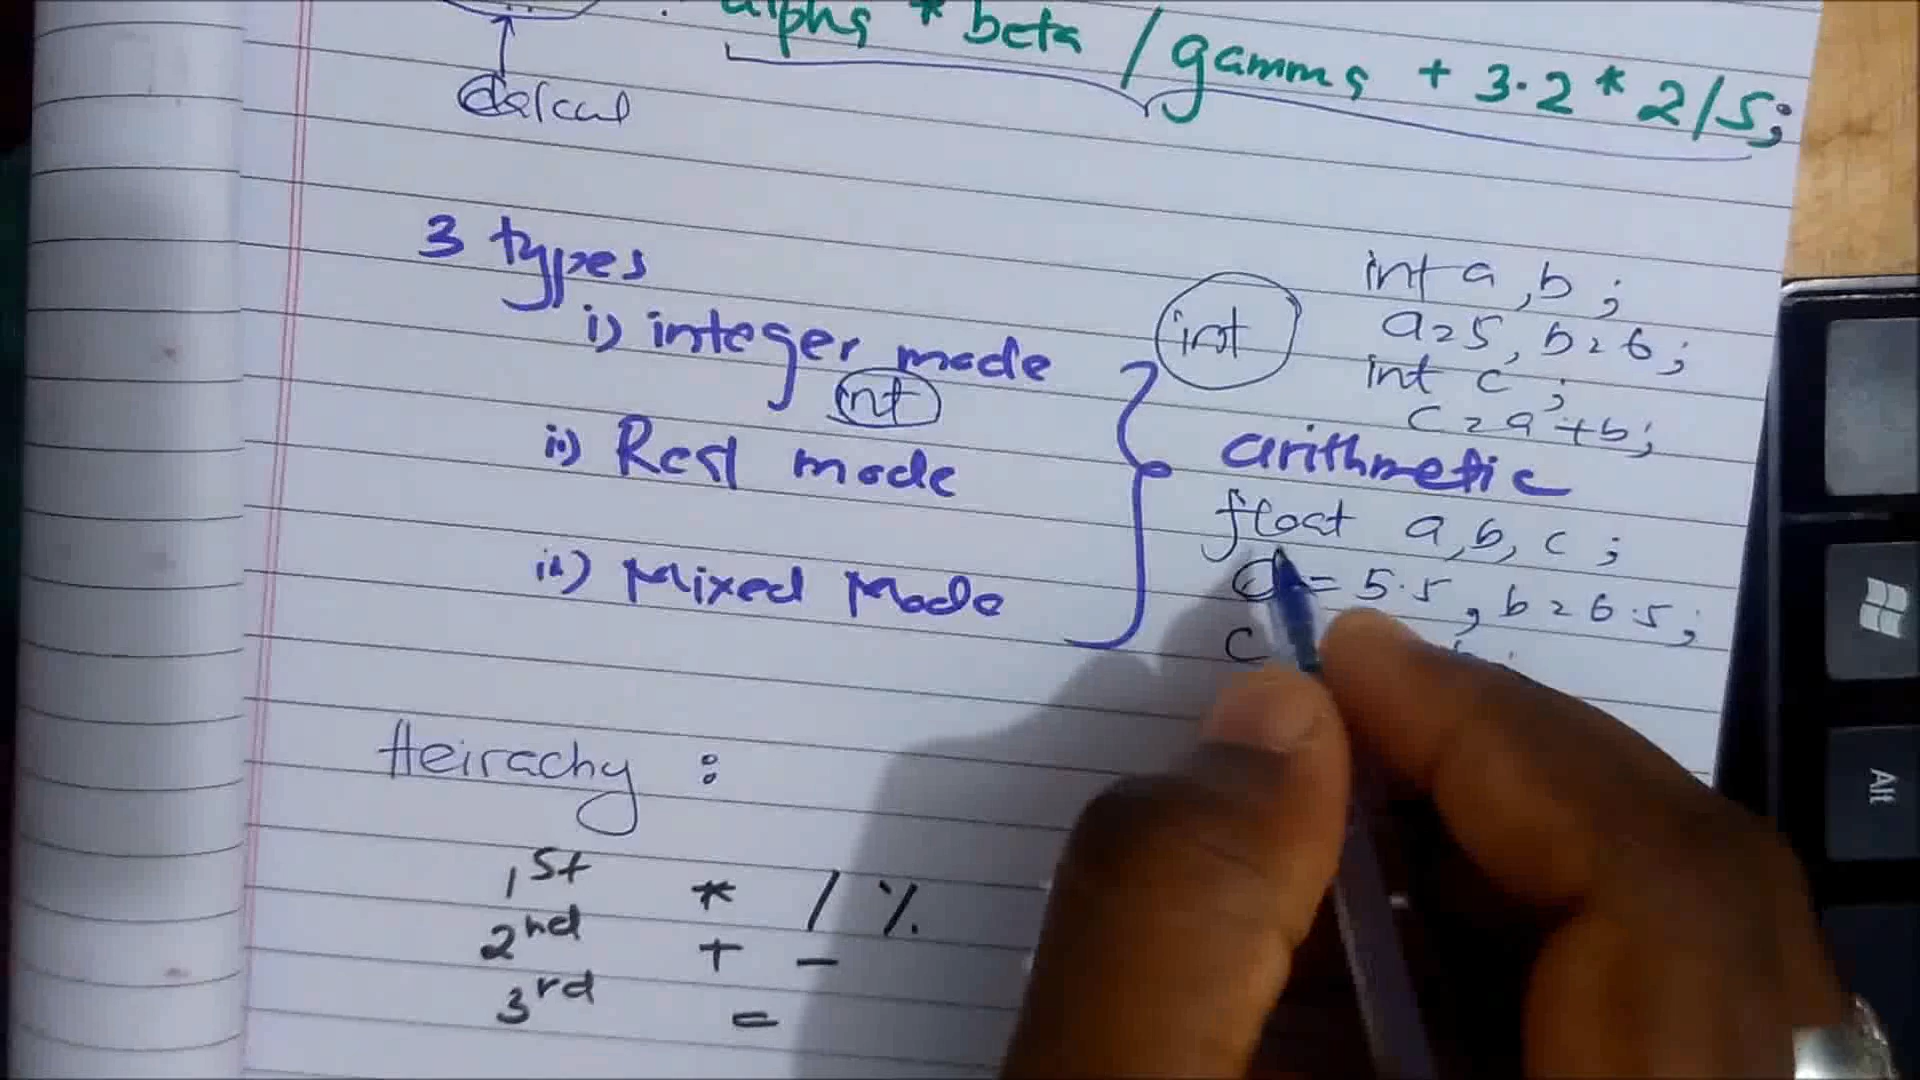 alpha * beta / gamma + 3.2 * 2/5;
3 types
i) integer mode
int
ii) Real mode
iii) Mixed Mode
int
int a, b ;
a=5, b=6;
int c ;
c=a+b;
arithmetic
float a, b, c ;
a = 5.5, b=6.5;
c
Heirachy :
1st * / %
2nd + -
3rd =
Alt